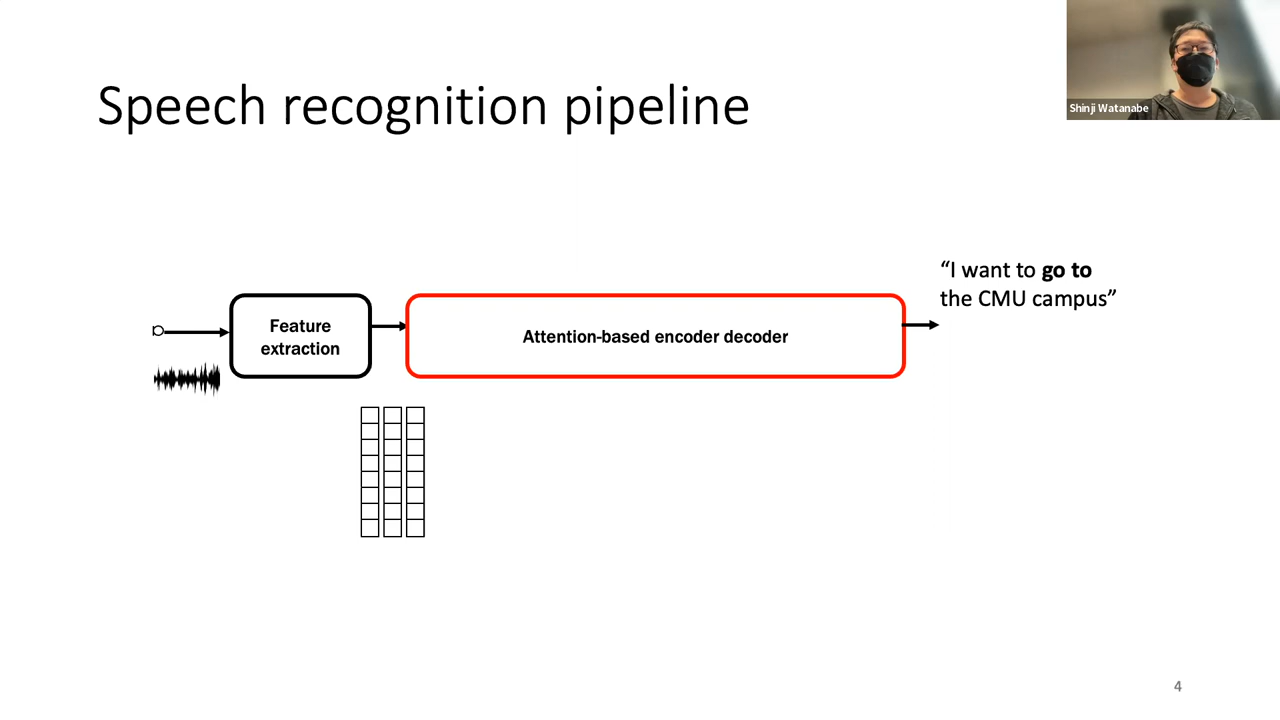 Speech recognition pipeline
Shinji Watanabe
“I want to go to
the CMU campus”
Feature
extraction
Attention-based encoder decoder
4